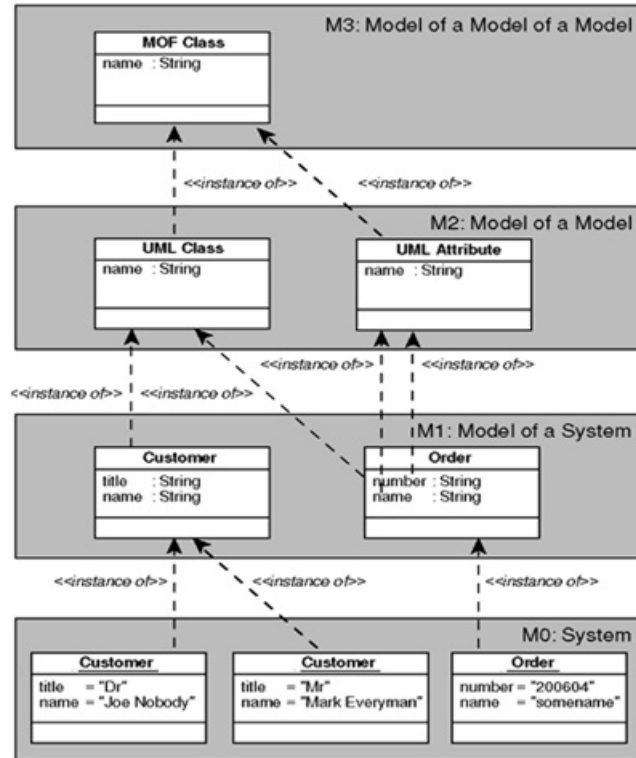 M3: Model of a Model of a Model
MOF Class
name : String
<<instance of>> <<instance of>>
M2: Model of a Model
UML Class
name : String
UML Attribute
name : String
<<instance of>> <<instance of>> <<instance of>> <<instance of>>
M1: Model of a System
Customer
title : String
name : String
Order
number : String
name : String
<<instance of>> <<instance of>> <<instance of>>
M0: System
Customer
title = "Dr"
name = "Joe Nobody"
Customer
title = "Mr"
name = "Mark Everyman"
Order
number = "200604"
name = "somename"